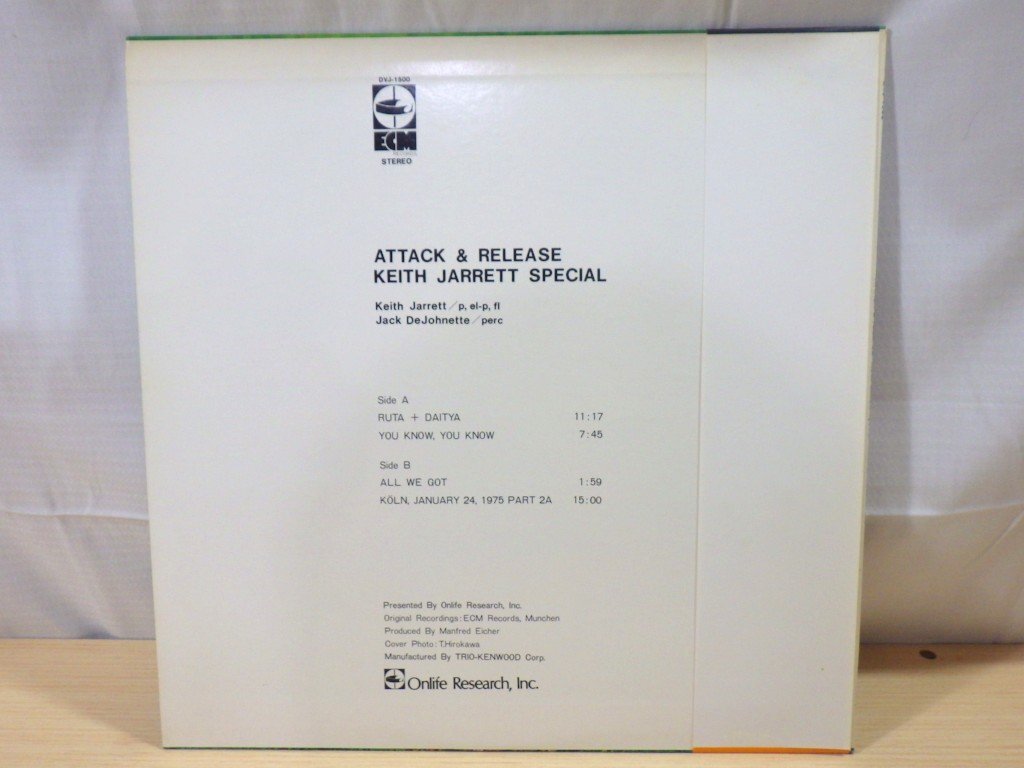 DVJ-1500
ECM
RECORDS
STEREO
ATTACK & RELEASE
KEITH JARRETT SPECIAL
Keith Jarrett/p, el-p, fl
Jack DeJohnette/perc
Side A
RUTA + DAITYA 11:17
YOU KNOW, YOU KNOW 7:45
Side B
ALL WE GOT 1:59
KÖLN, JANUARY 24, 1975 PART 2A 15:00
Presented By Onlife Research, Inc.
Original Recordings:ECM Records, Munchen
Produced By Manfred Eicher
Cover Photo:T.Hirokawa
Manufactured By TRIO-KENWOOD Corp.
Onlife Research, Inc.